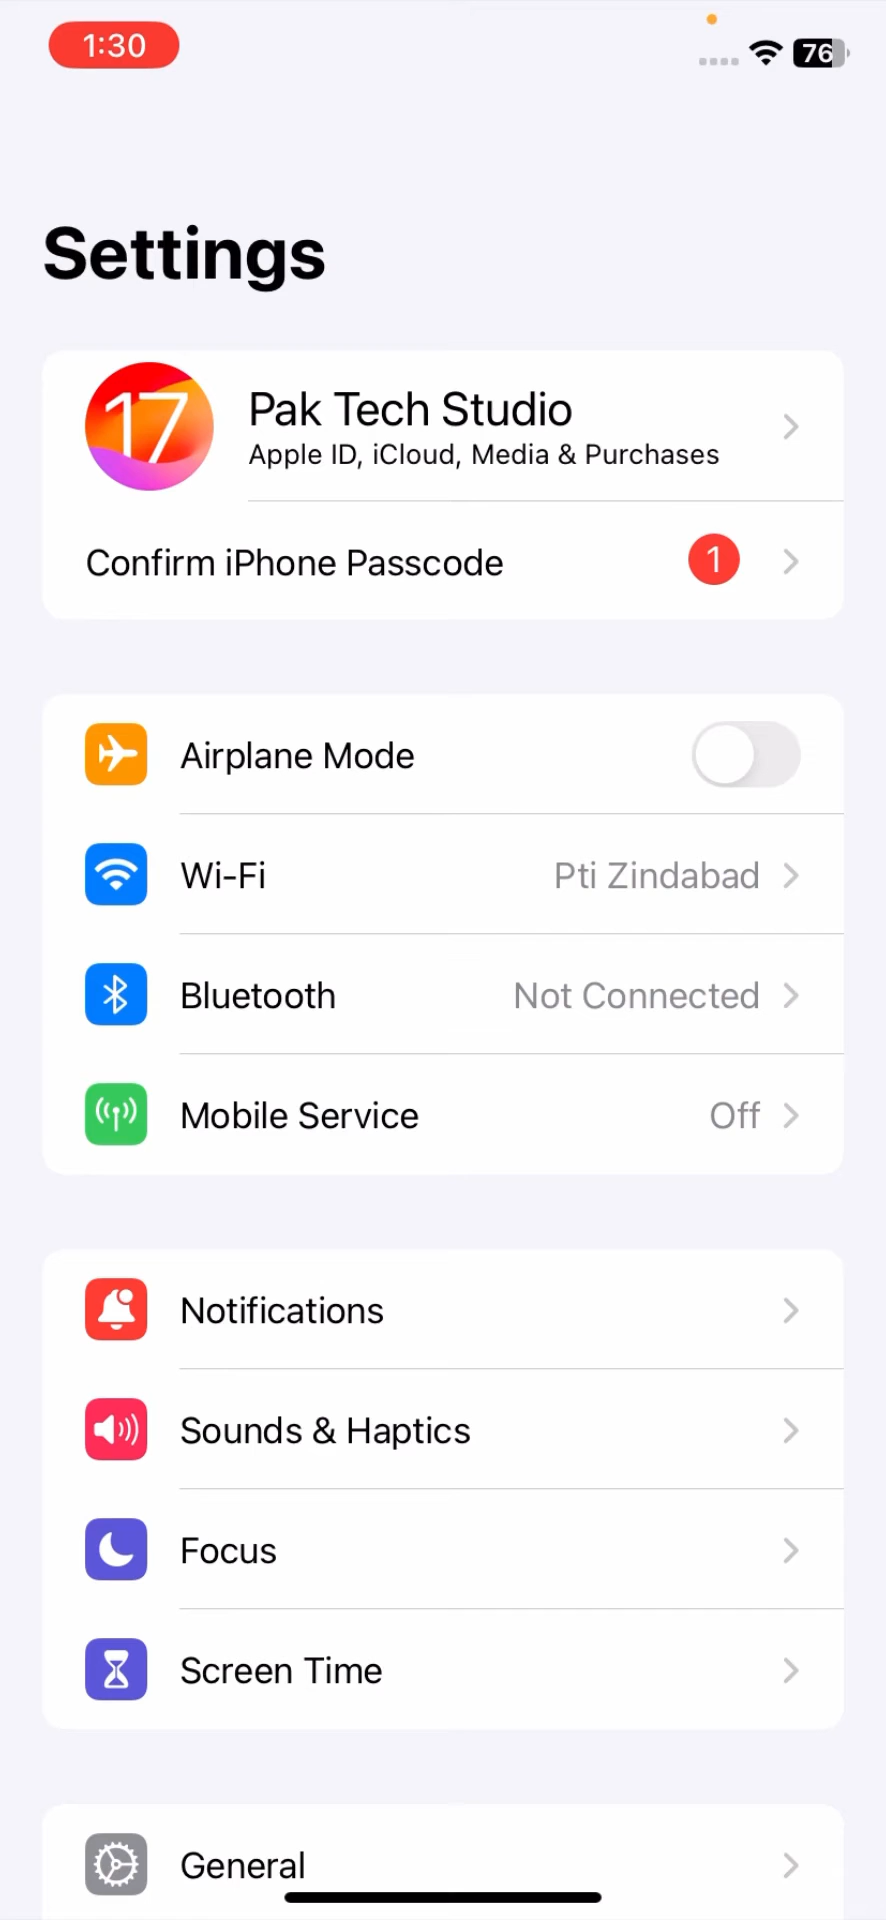 1:30
76
Settings
17
Pak Tech Studio
Apple ID, iCloud, Media & Purchases
Confirm iPhone Passcode 1
Airplane Mode
Wi-Fi Pti Zindabad
Bluetooth Not Connected
Mobile Service Off
Notifications
Sounds & Haptics
Focus
Screen Time
General